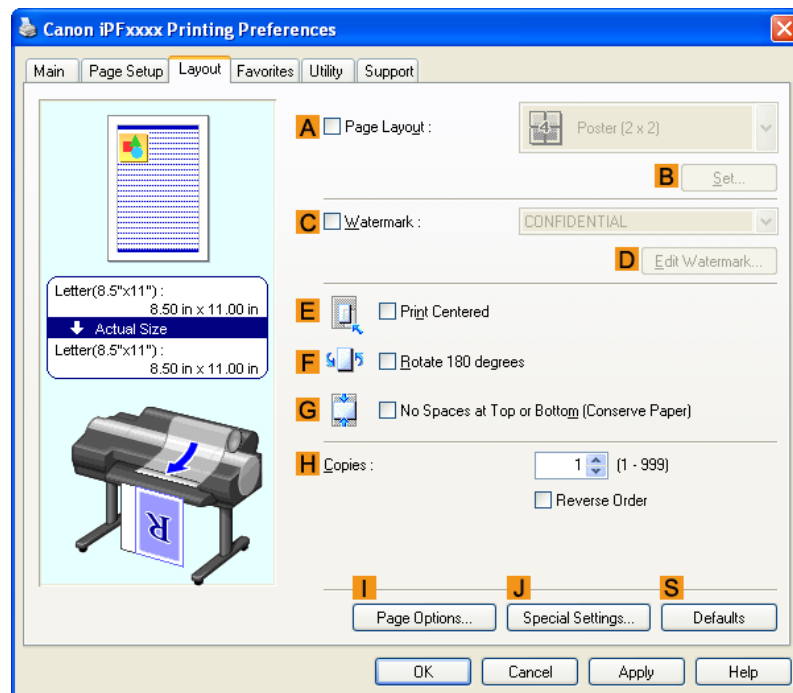 Canon iPFxxxx Printing Preferences
Main Page Setup Layout Favorites Utility Support
A Page Layout : 4 Poster (2 x 2)
B Set...
C Watermark : CONFIDENTIAL
D Edit Watermark...
Letter(8.5"x11") :
8.50 in x 11.00 in
Actual Size
Letter(8.5"x11") :
8.50 in x 11.00 in
E Print Centered
F Rotate 180 degrees
G No Spaces at Top or Bottom (Conserve Paper)
H Copies : 1 (1 - 999)
Reverse Order
R
I J S
Page Options... Special Settings... Defaults
OK Cancel Apply Help